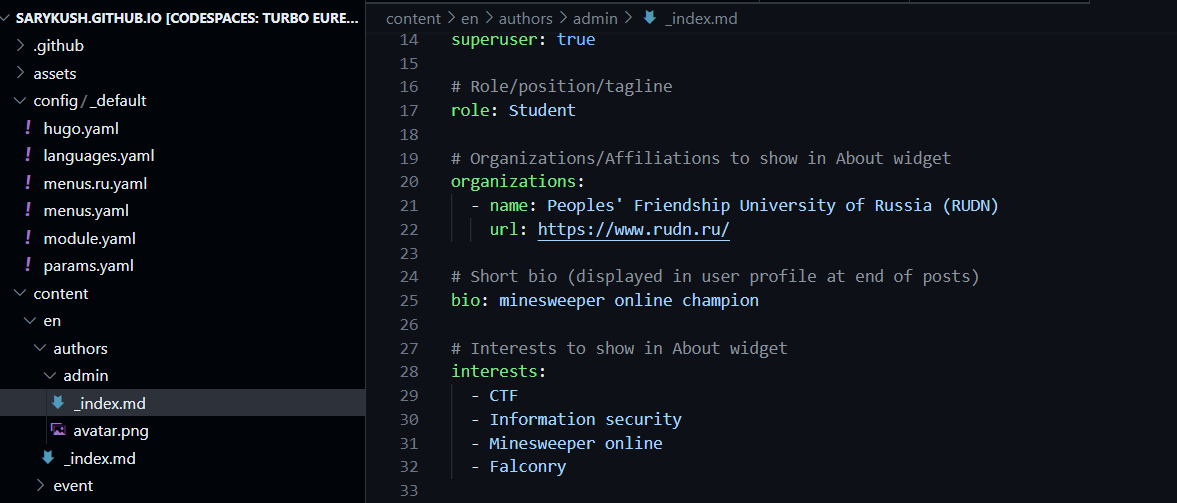 SARYKUSH.GITHUB.IO [CODESPACES: TURBO EURE...
.github
assets
config/_default
! hugo.yaml
! languages.yaml
! menus.ru.yaml
! menus.yaml
! module.yaml
! params.yaml
content
en
authors
admin
_index.md
avatar.png
_index.md
event
content > en > authors > admin > _index.md
14 superuser: true
15
16 # Role/position/tagline
17 role: Student
18
19 # Organizations/Affiliations to show in About widget
20 organizations:
21 - name: Peoples' Friendship University of Russia (RUDN)
22 url: https://www.rudn.ru/
23
24 # Short bio (displayed in user profile at end of posts)
25 bio: minesweeper online champion
26
27 # Interests to show in About widget
28 interests:
29 - CTF
30 - Information security
31 - Minesweeper online
32 - Falconry
33